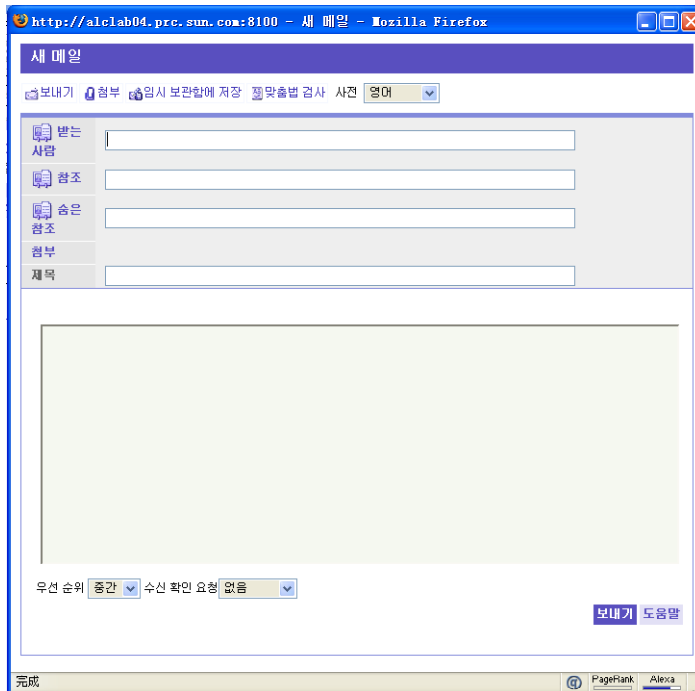 http://alclab04.prc.sun.com:8100 - 새 메일 - Mozilla Firefox
새 메일
보내기 첨부 임시 보관함에 저장 맞춤법 검사 사전 영어
받는
사람
참조
숨은
참조
첨부
제목
우선 순위 중간 수신 확인 요청 없음
보내기 도움말
完成 PageRank Alexa